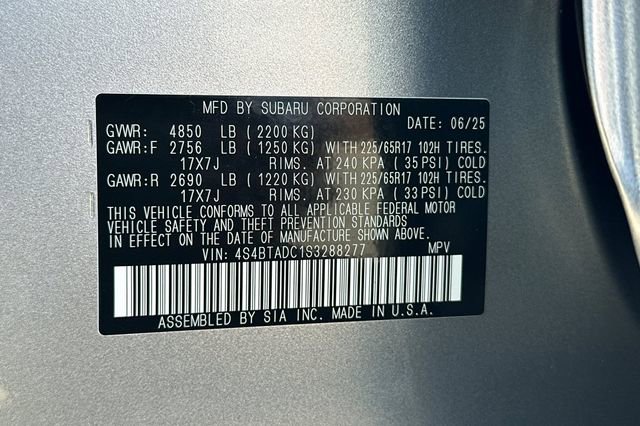 MFD BY SUBARU CORPORATION
DATE: 06/25
GVWR: 4850 LB (2200 KG)
GAWR:F 2756 LB (1250 KG) WITH 225/65R17 102H TIRES.
17X7J RIMS. AT 240 KPA (35 PSI) COLD
GAWR:R 2690 LB (1220 KG) WITH 225/65R17 102H TIRES.
17X7J RIMS. AT 230 KPA (33 PSI) COLD
THIS VEHICLE CONFORMS TO ALL APPLICABLE FEDERAL MOTOR
VEHICLE SAFETY AND THEFT PREVENTION STANDARDS
IN EFFECT ON THE DATE OF MANUFACTURE SHOWN ABOVE.
VIN: 4S4BTADC1S3288277 MPV
ASSEMBLED BY SIA INC. MADE IN U.S.A.